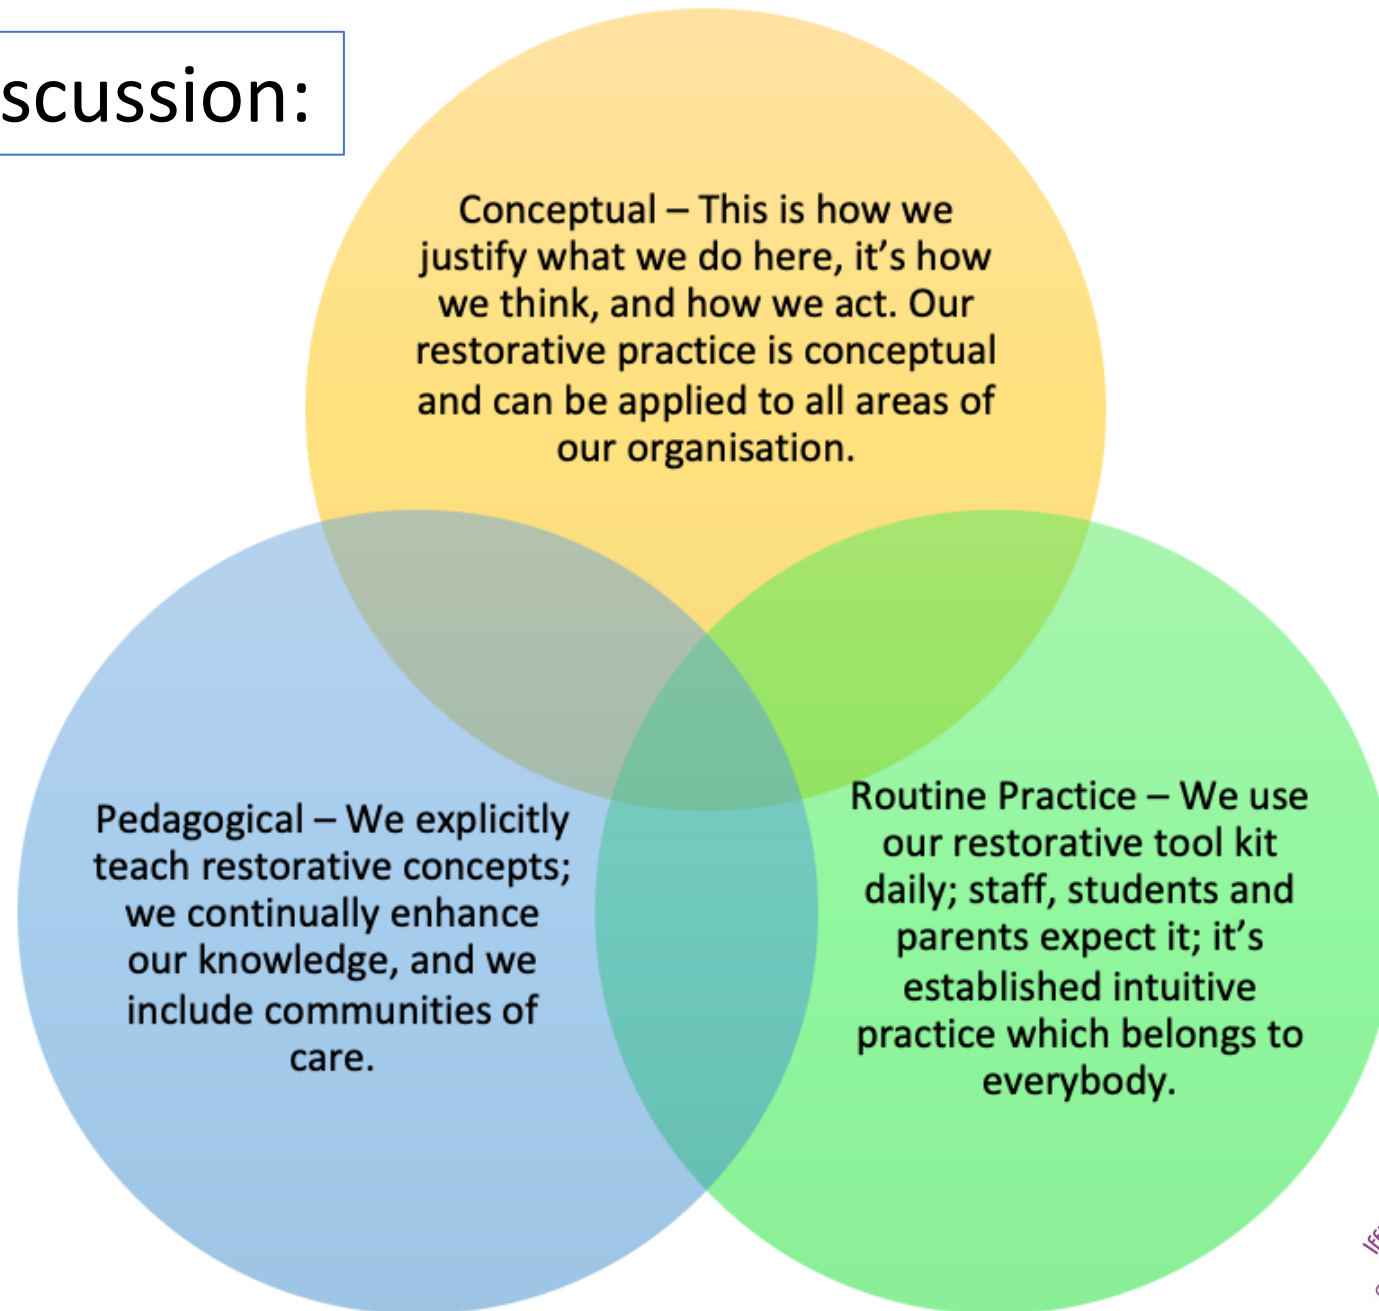 scussion:
Conceptual – This is how we
justify what we do here, it’s how
we think, and how we act. Our
restorative practice is conceptual
and can be applied to all areas of
our organisation.
Pedagogical – We explicitly
teach restorative concepts;
we continually enhance
our knowledge, and we
include communities of
care.
Routine Practice – We use
our restorative tool kit
daily; staff, students and
parents expect it; it’s
established intuitive
practice which belongs to
everybody.